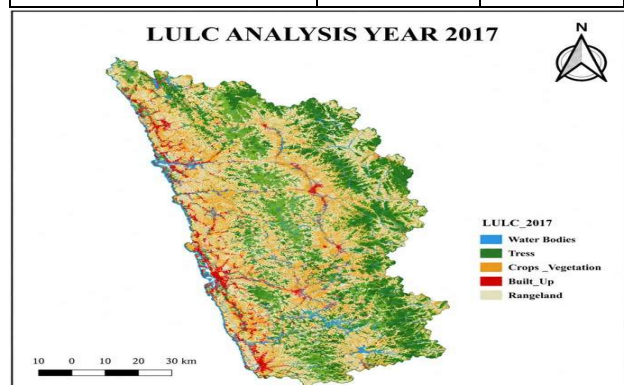 LULC ANALYSIS YEAR 2017
N
LULC_2017
Water Bodies
Tress
Crops _Vegetation
Built_Up
Rangeland
10 0 10 20 30 km